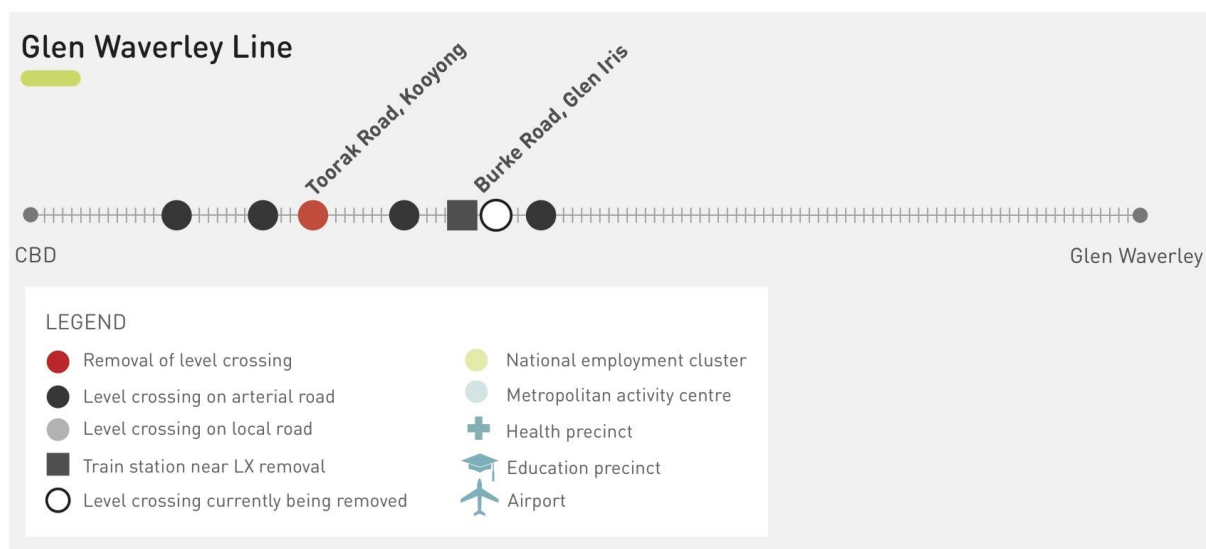 Glen Waverley Line
Toorak Road, Kooyong
Burke Road, Glen Iris
CBD
Glen Waverley
LEGEND
Removal of level crossing
Level crossing on arterial road
Level crossing on local road
Train station near LX removal
Level crossing currently being removed
National employment cluster
Metropolitan activity centre
Health precinct
Education precinct
Airport